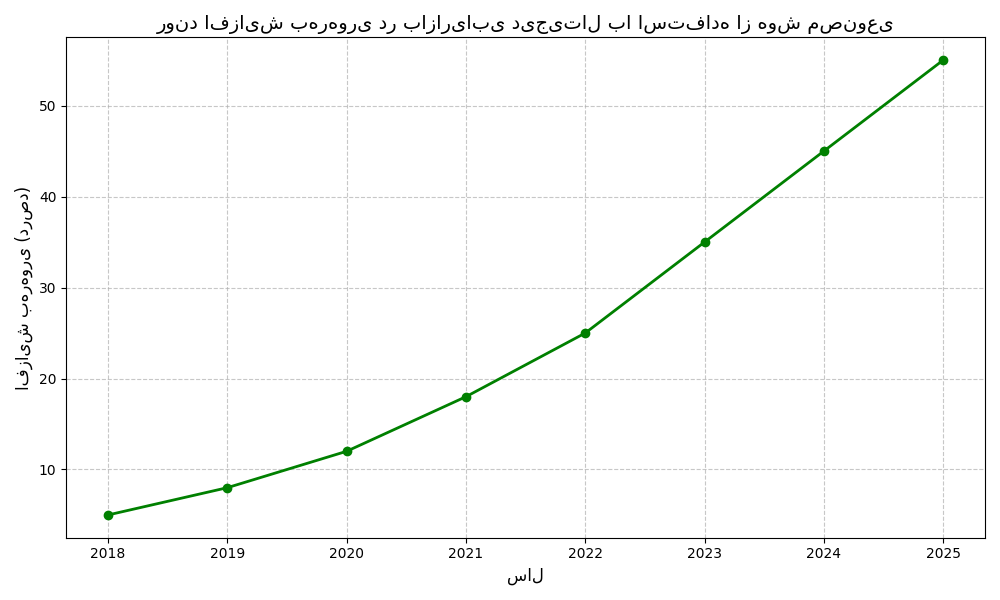 روند افزایش بهره‌وری در بازاریابی دیجیتال با استفاده از هوش مصنوعی
افزایش بهره‌وری (درصد)
50
40
30
20
10
2018 2019 2020 2021 2022 2023 2024 2025
سال